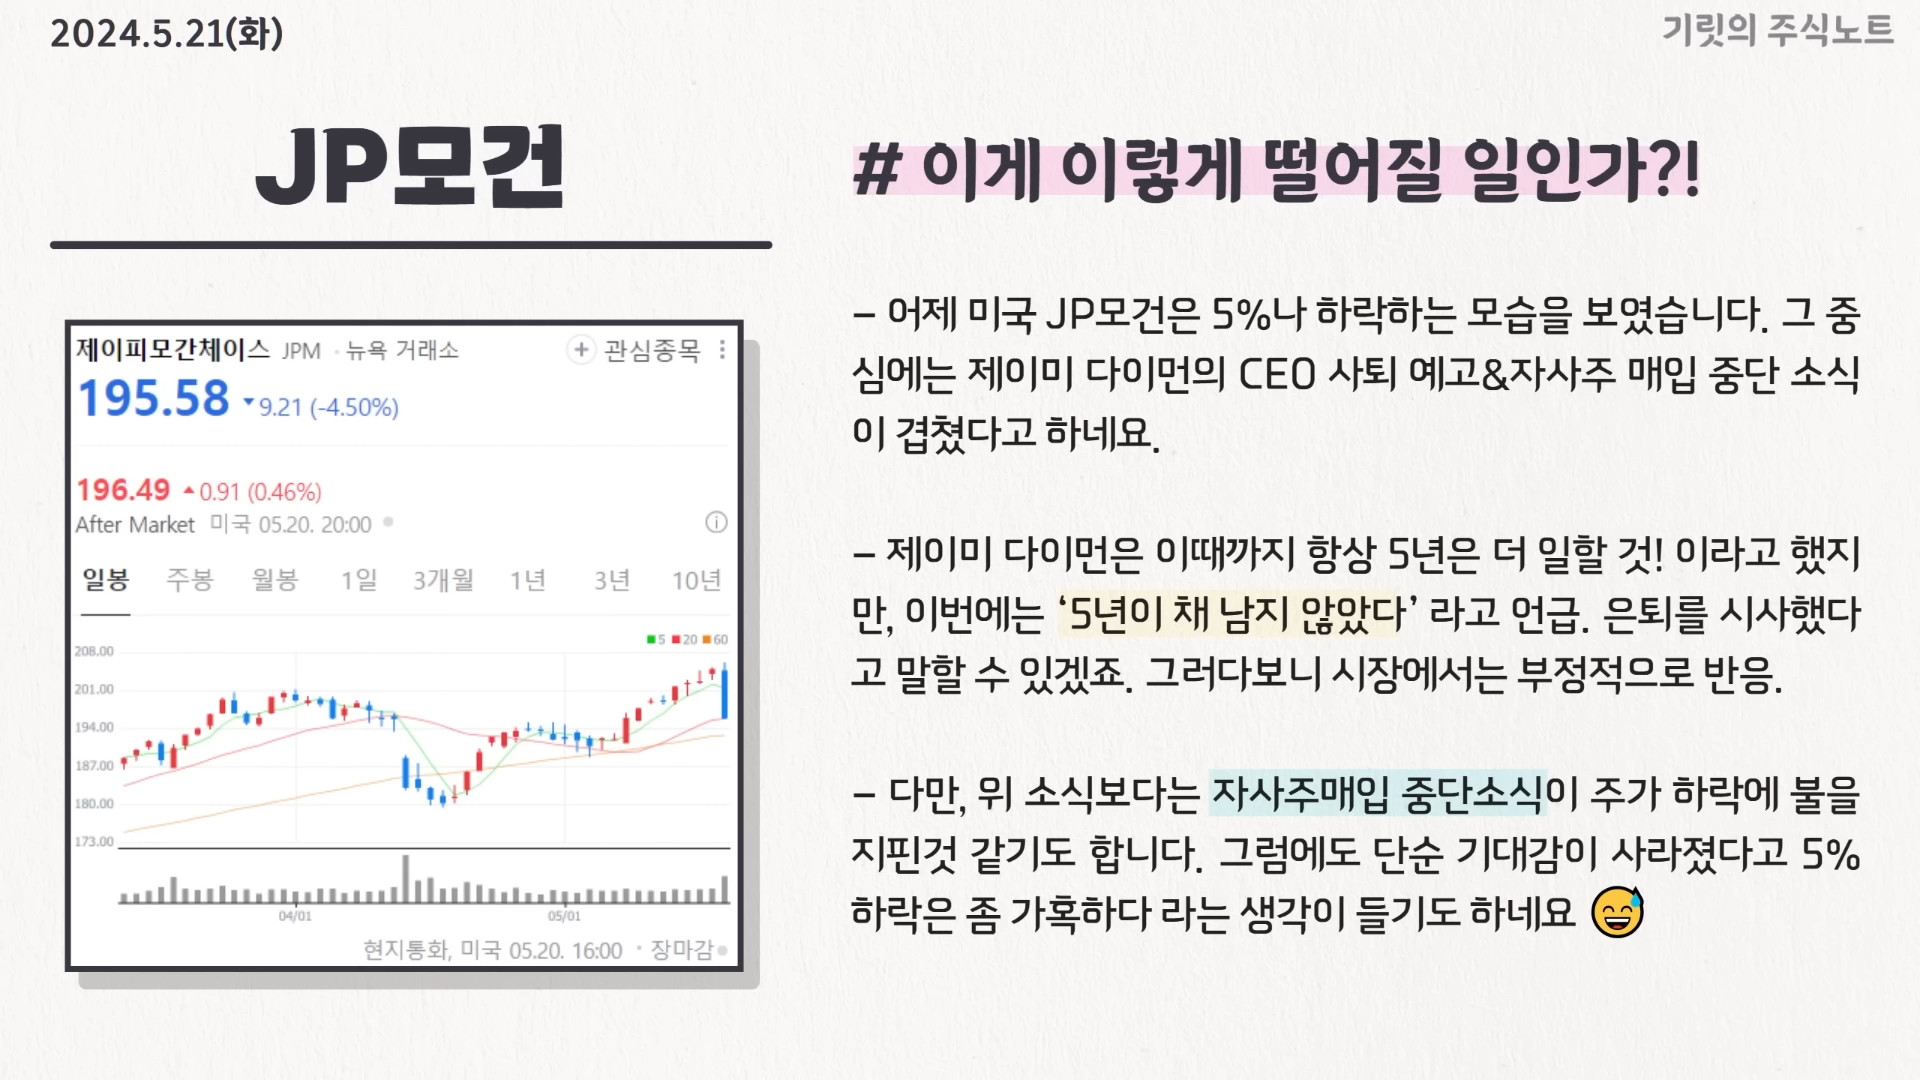 2024.5.21(화)
기릿의 주식노트
JP모건
# 이게 이렇게 떨어질 일인가?!
제이피모간체이스 JPM 뉴욕 거래소
+ 관심종목
195.58 ▼9.21 (-4.50%)
196.49 ▲0.91 (0.46%)
After Market 미국 05.20. 20:00
일봉 주봉 월봉 1일 3개월 1년 3년 10년
5 20 60
208.00
201.00
194.00
187.00
180.00
173.00
04/01 05/01
현지통화, 미국 05.20. 16:00 · 장마감
– 어제 미국 JP모건은 5%나 하락하는 모습을 보였습니다. 그 중
심에는 제이미 다이먼의 CEO 사퇴 예고&자사주 매입 중단 소식
이 겹쳤다고 하네요.
– 제이미 다이먼은 이때까지 항상 5년은 더 일할 것! 이라고 했지
만, 이번에는 ‘5년이 채 남지 않았다’ 라고 언급. 은퇴를 시사했다
고 말할 수 있겠죠. 그러다보니 시장에서는 부정적으로 반응.
– 다만, 위 소식보다는 자사주매입 중단소식이 주가 하락에 불을
지핀것 같기도 합니다. 그럼에도 단순 기대감이 사라졌다고 5%
하락은 좀 가혹하다 라는 생각이 들기도 하네요 😅